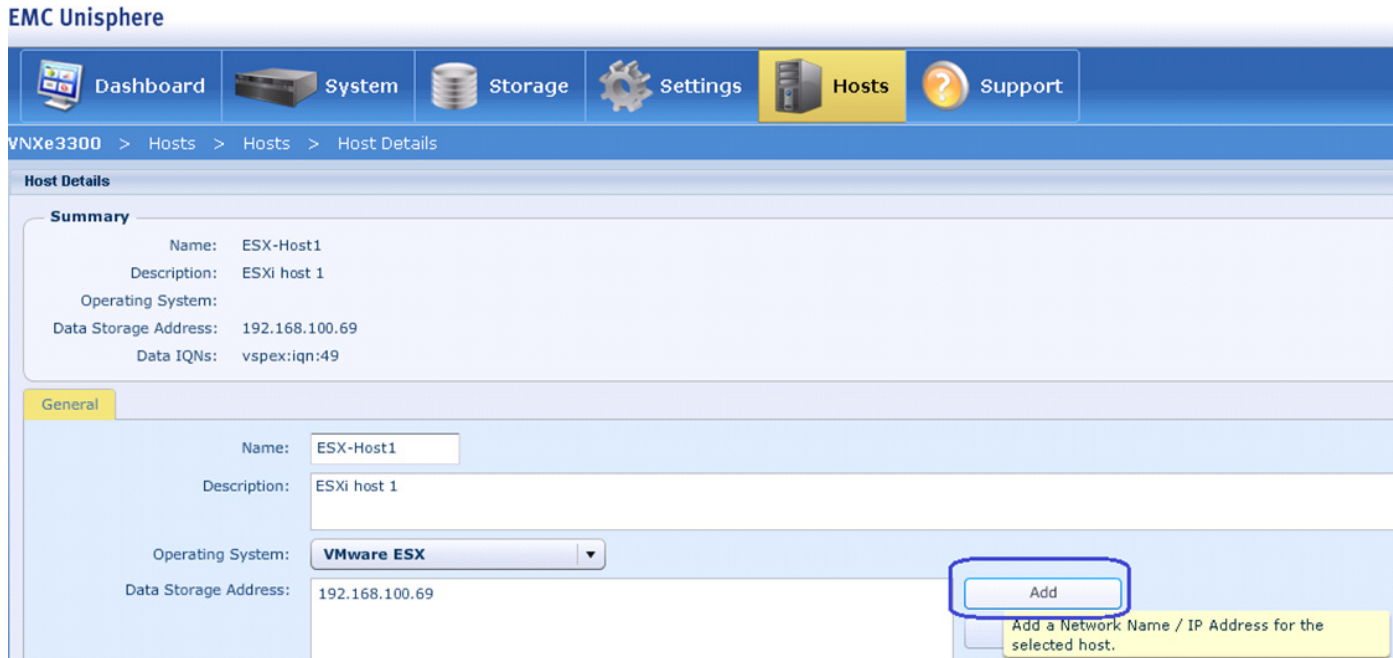 EMC Unisphere
Dashboard System Storage Settings Hosts Support
VNXe3300 > Hosts > Hosts > Host Details
Host Details
Summary
Name: ESX-Host1
Description: ESXi host 1
Operating System:
Data Storage Address: 192.168.100.69
Data IQNs: vspex:iqn:49
General
Name: ESX-Host1
Description: ESXi host 1
Operating System: VMware ESX
Data Storage Address: 192.168.100.69 Add
Add a Network Name / IP Address for the
selected host.